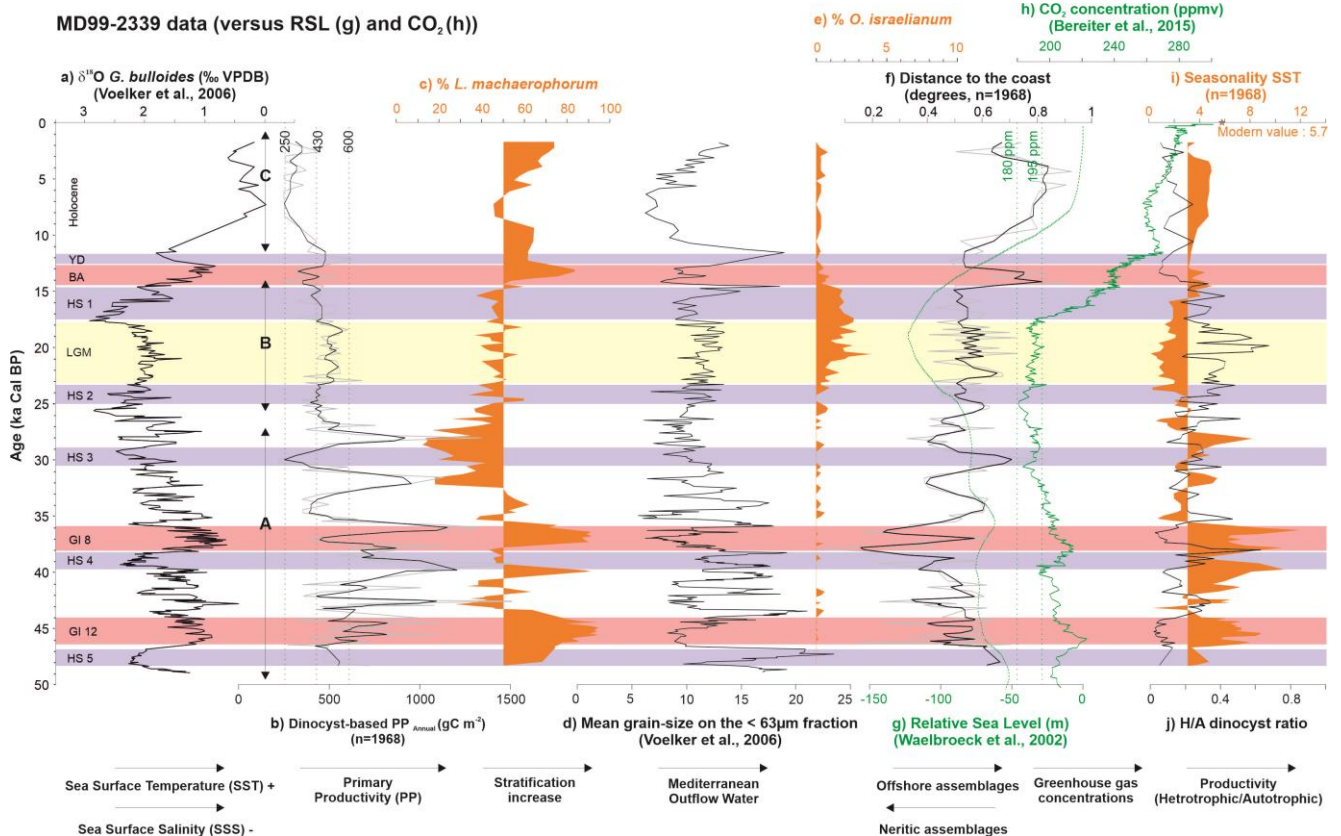 MD99-2339 data (versus RSL (g) and CO₂ (h))
e) % O. israelianum
0 10
h) CO₂ concentration (ppmv)
(Bereiter et al., 2015)
200 240 280
a) δ¹⁸O G. bulloides (‰ VPDB)
(Voelker et al., 2006)
3 2 1 0
c) % L. machaerophorum
0 20 40 60 80 100
f) Distance to the coast
(degrees, n=1968)
0.2 0.4 0.6 0.8 1
i) Seasonality SST
(n=1968)
0 4 8 12
Modern value : 5.7
250 430 600
180 ppm 195 ppm
Age (ka Cal BP)
0
5
10
15
20
25
30
35
40
45
50
Holocene
YD
BA
HS 1
LGM
HS 2
HS 3
GI 8
HS 4
GI 12
HS 5
C
B
A
0 500 1000 1500
b) Dinocyst-based PP Annual (gC m⁻²)
(n=1968)
0 5 10 15 20 25
d) Mean grain-size on the < 63µm fraction
(Voelker et al., 2006)
-150 -100 -50 0
g) Relative Sea Level (m)
(Waelbroeck et al., 2002)
0 0.4 0.8
j) H/A dinocyst ratio
Sea Surface Temperature (SST) +
Sea Surface Salinity (SSS) -
Primary
Productivity (PP)
Stratification
increase
Mediterranean
Outflow Water
Offshore assemblages
Neritic assemblages
Greenhouse gas
concentrations
Productivity
(Hetrotrophic/Autotrophic)